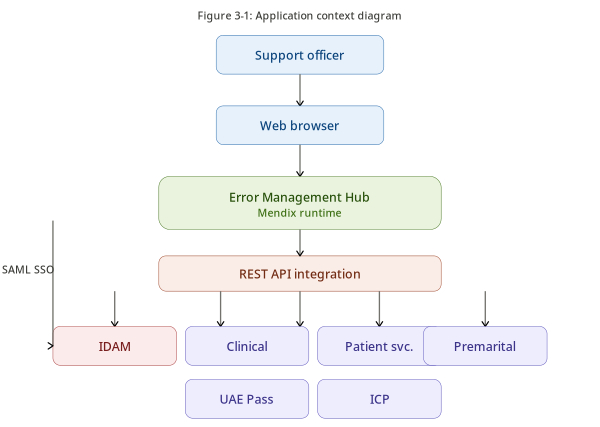 Figure 3-1: Application context diagram
Support officer
Web browser
Error Management Hub
Mendix runtime
SAML SSO
REST API integration
IDAM
Clinical
Patient svc.
Premarital
UAE Pass
ICP